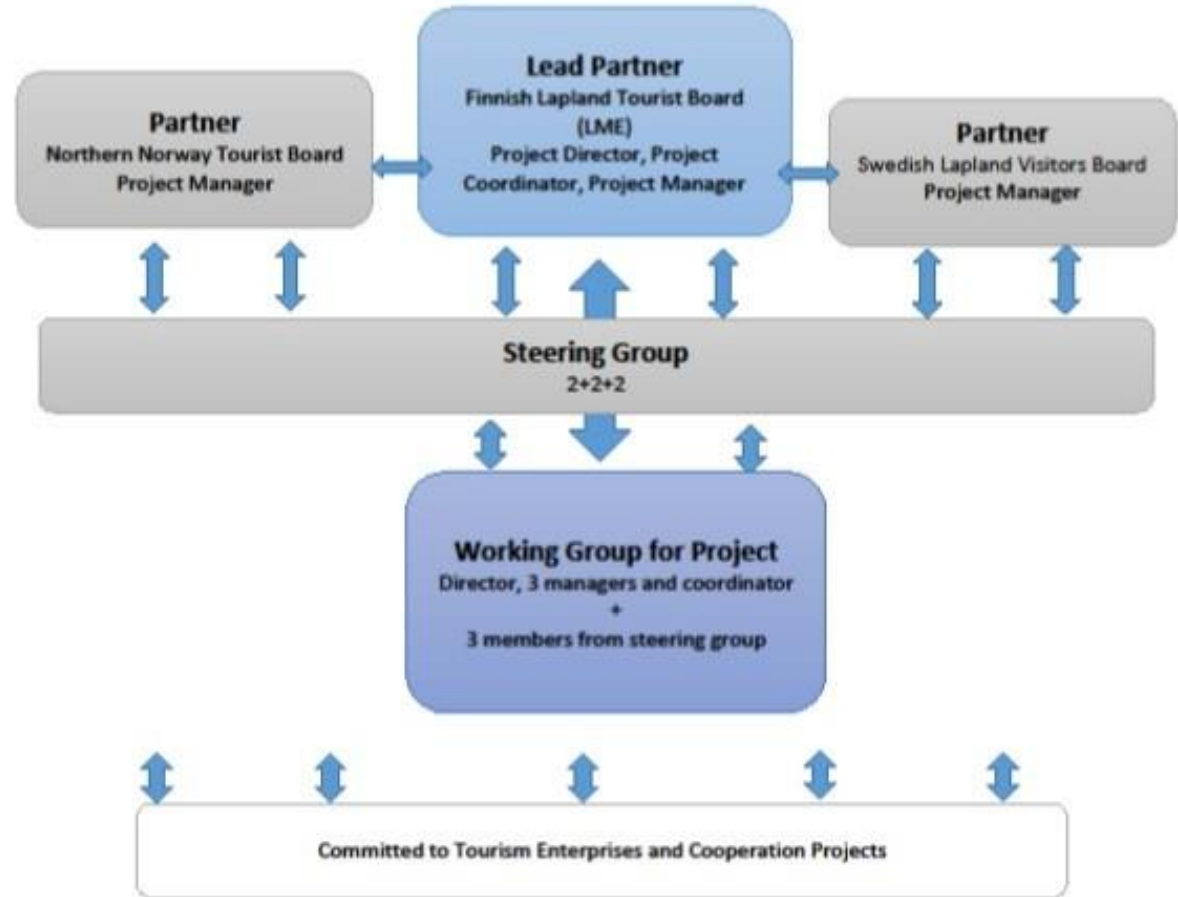 Lead Partner
Finnish Lapland Tourist Board
(LME)
Project Director, Project
Coordinator, Project Manager
Partner
Northern Norway Tourist Board
Project Manager
Partner
Swedish Lapland Visitors Board
Project Manager
Steering Group
2+2+2
Working Group for Project
Director, 3 managers and coordinator
+
3 members from steering group
Committed to Tourism Enterprises and Cooperation Projects